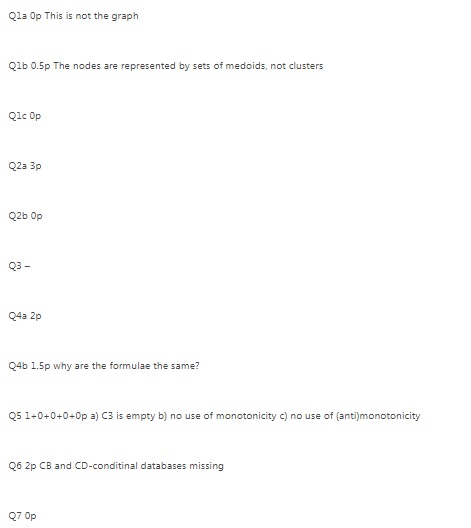 Q1a 0p This is not the graph
Q1b 0.5p The nodes are represented by sets of medoids, not clusters
Q1c 0p
Q2a 3p
Q2b 0p
Q3 –
Q4a 2p
Q4b 1.5p why are the formulae the same?
Q5 1+0+0+0+0p a) C3 is empty b) no use of monotonicity c) no use of (anti)monotonicity
Q6 2p CB and CD-conditinal databases missing
Q7 0p